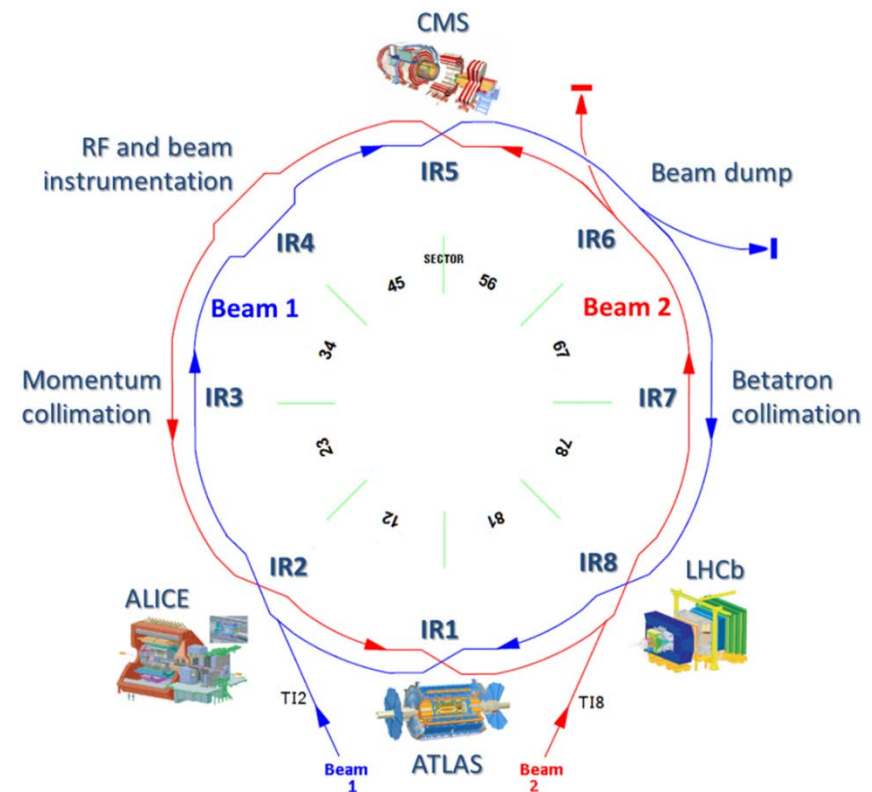 CMS
RF and beam
instrumentation
IR5
Beam dump
IR4
IR6
SECTOR
45
56
Beam 1
Beam 2
34
67
Momentum
collimation
IR3
IR7
Betatron
collimation
23
78
12
81
IR2
IR8
ALICE
LHCb
IR1
TI2
TI8
ATLAS
Beam
1
Beam
2